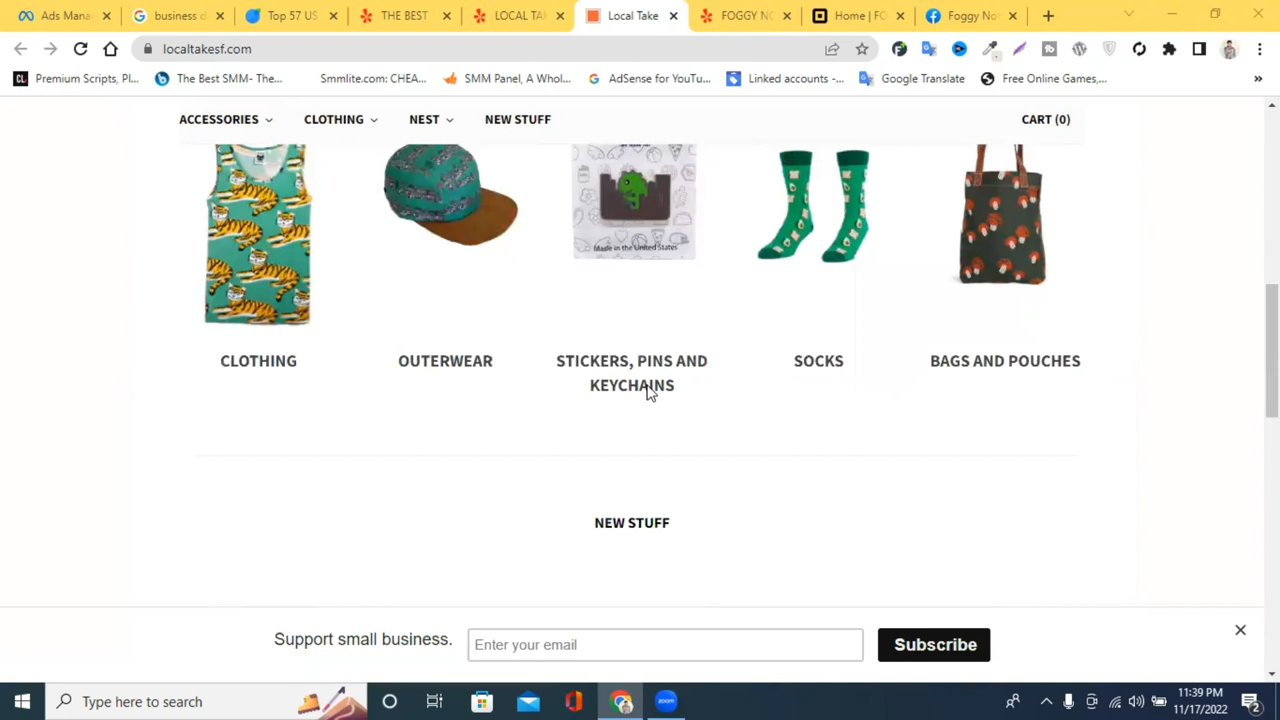 Ads Mana
business d
Top 57 US
THE BEST
LOCAL TA
Local Take
FOGGY NO
Home | FO
Foggy No
localtakesf.com
CL Premium Scripts, Pl...
The Best SMM- The...
Smmlite.com: CHEA...
SMM Panel, A Whol...
AdSense for YouTu...
Linked accounts -...
Google Translate
Free Online Games,...
»
ACCESSORIES CLOTHING NEST NEW STUFF CART (0)
Made in the United States
CLOTHING
OUTERWEAR
STICKERS, PINS AND
KEYCHAINS
SOCKS
BAGS AND POUCHES
NEW STUFF
Support small business. Enter your email Subscribe
Type here to search
zoom
11:39 PM
11/17/2022
2